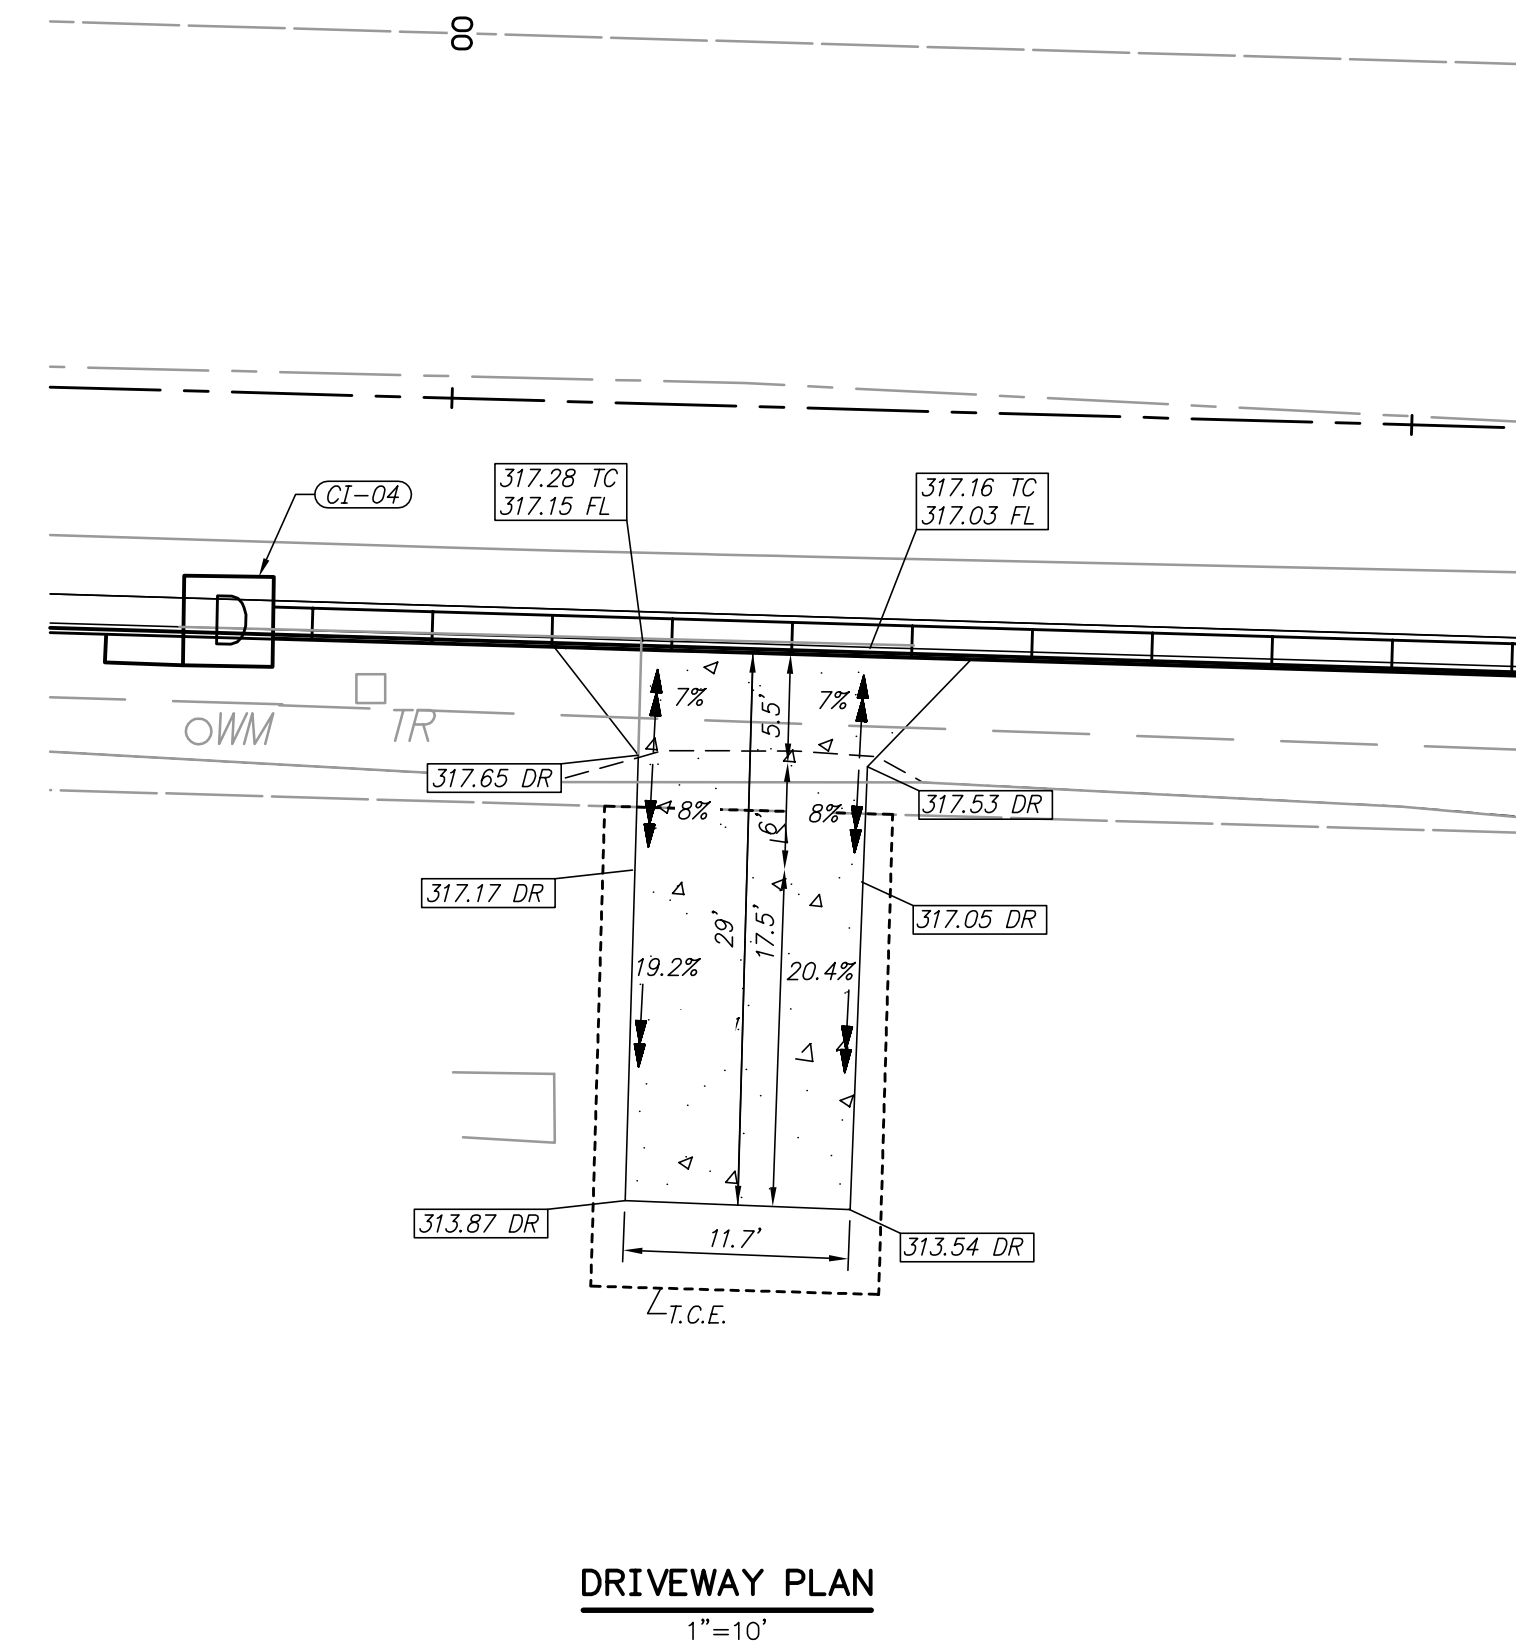 00
CI-04
317.28 TC
317.15 FL
317.16 TC
317.03 FL
WM
TR
7%
5.5'
7%
317.65 DR
317.53 DR
8%
6'
8%
317.17 DR
317.05 DR
29'
17.5'
19.2%
20.4%
313.87 DR
313.54 DR
11.7'
T.C.E.
DRIVEWAY PLAN
1"=10'